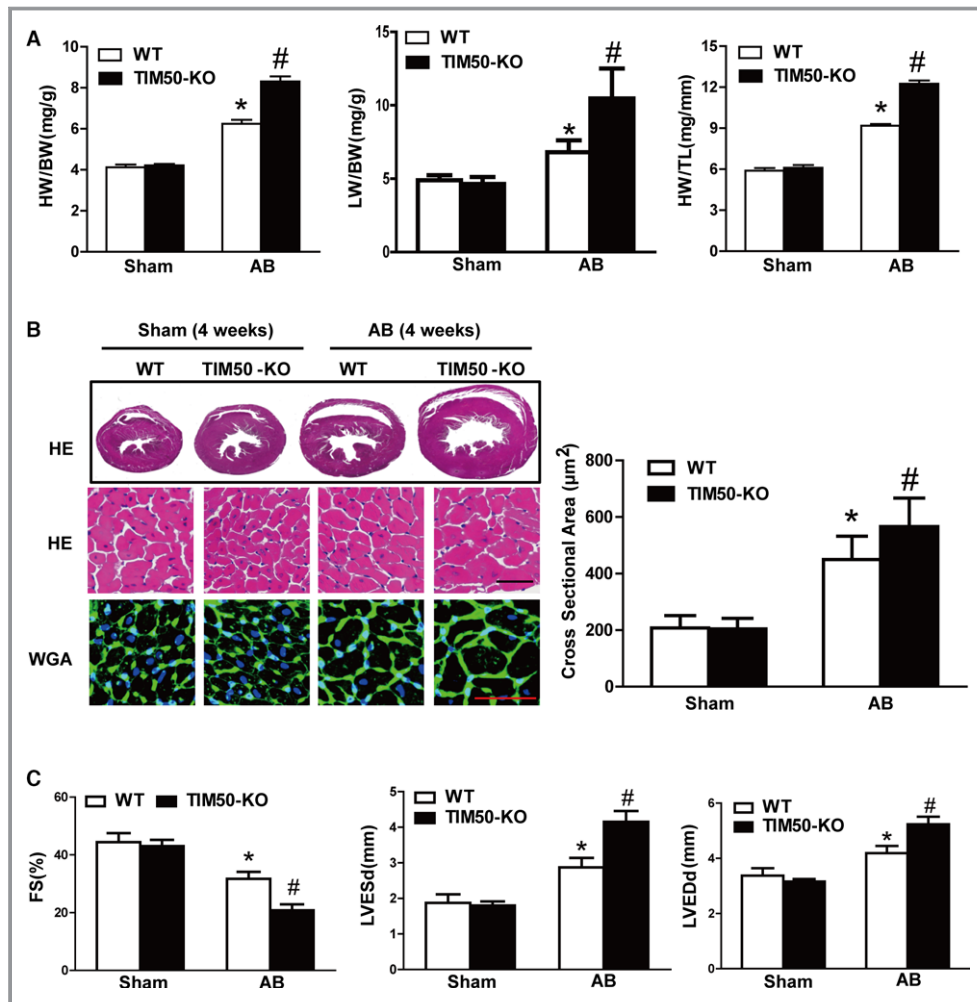 A
WT
TIM50-KO
HW/BW(mg/g)
10
8
6
4
2
0
*
#
Sham
AB
WT
TIM50-KO
LW/BW(mg/g)
15
10
5
0
*
#
Sham
AB
WT
TIM50-KO
HW/TL(mg/mm)
15
12
9
6
3
0
*
#
Sham
AB
B
Sham (4 weeks)
AB (4 weeks)
WT
TIM50 -KO
WT
TIM50 -KO
HE
HE
WGA
WT
TIM50-KO
Cross Sectional Area (µm²)
800
600
400
200
0
*
#
Sham
AB
C
WT
TIM50-KO
FS(%)
60
40
20
0
*
#
Sham
AB
WT
TIM50-KO
LVESd(mm)
5
4
3
2
1
0
*
#
Sham
AB
WT
TIM50-KO
LVEDd(mm)
6
4
2
0
*
#
Sham
AB